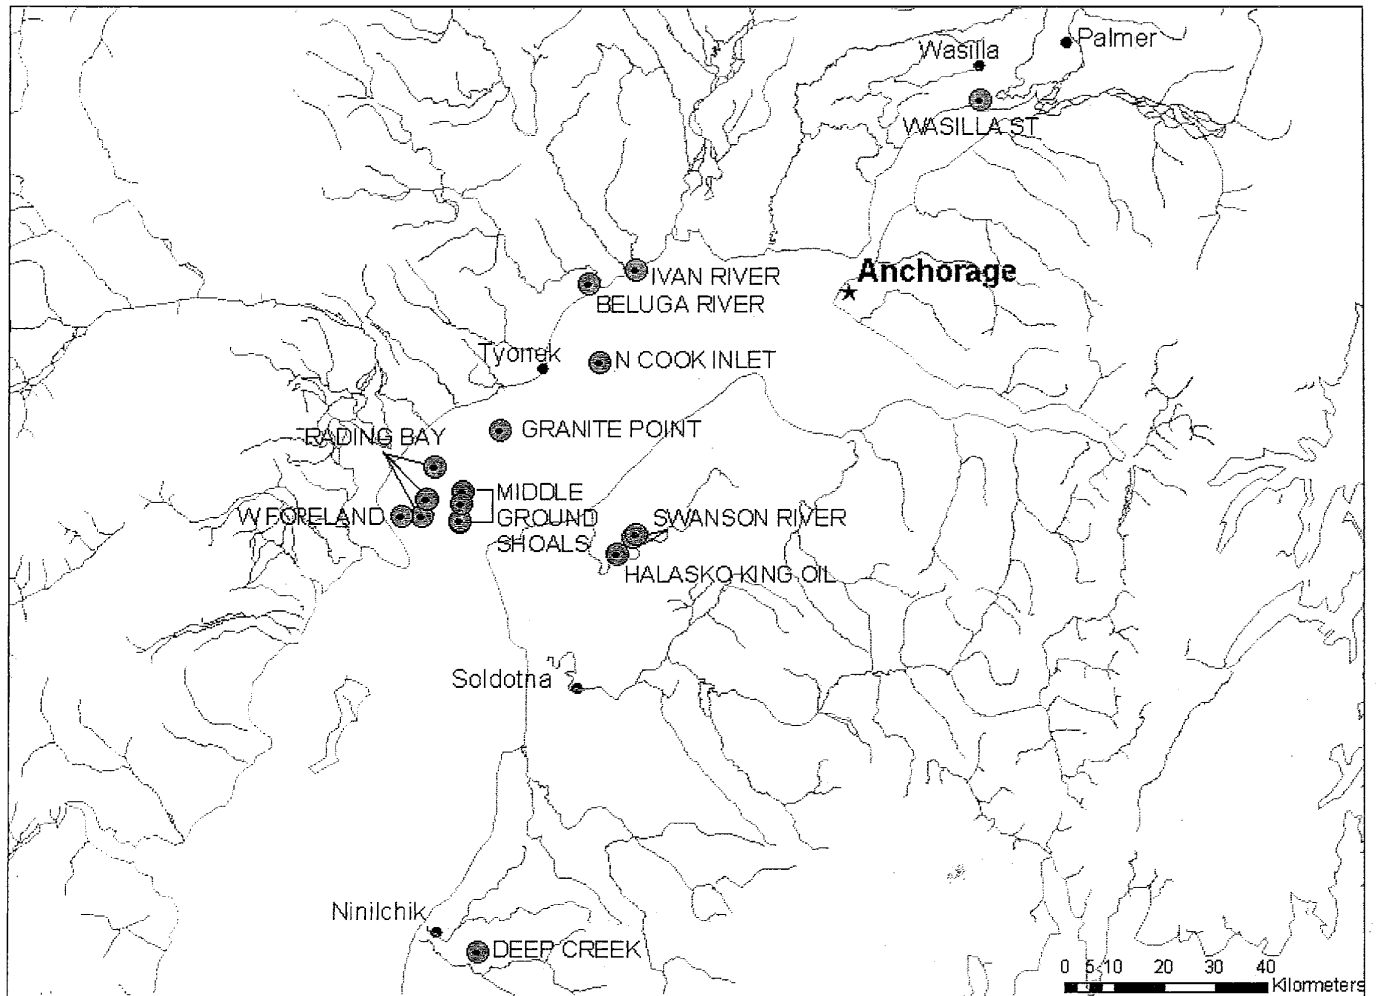 Palmer
Wasilla
WASILLA ST
Anchorage
IVAN RIVER
BELUGA RIVER
Tyonek
N COOK INLET
GRANITE POINT
TRADING BAY
MIDDLE
GROUND
SHOALS
W FORELAND
SWANSON RIVER
HALASKO KING OIL
Soldotna
Ninilchik
DEEP CREEK
0 5 10 20 30 40
Kilometers